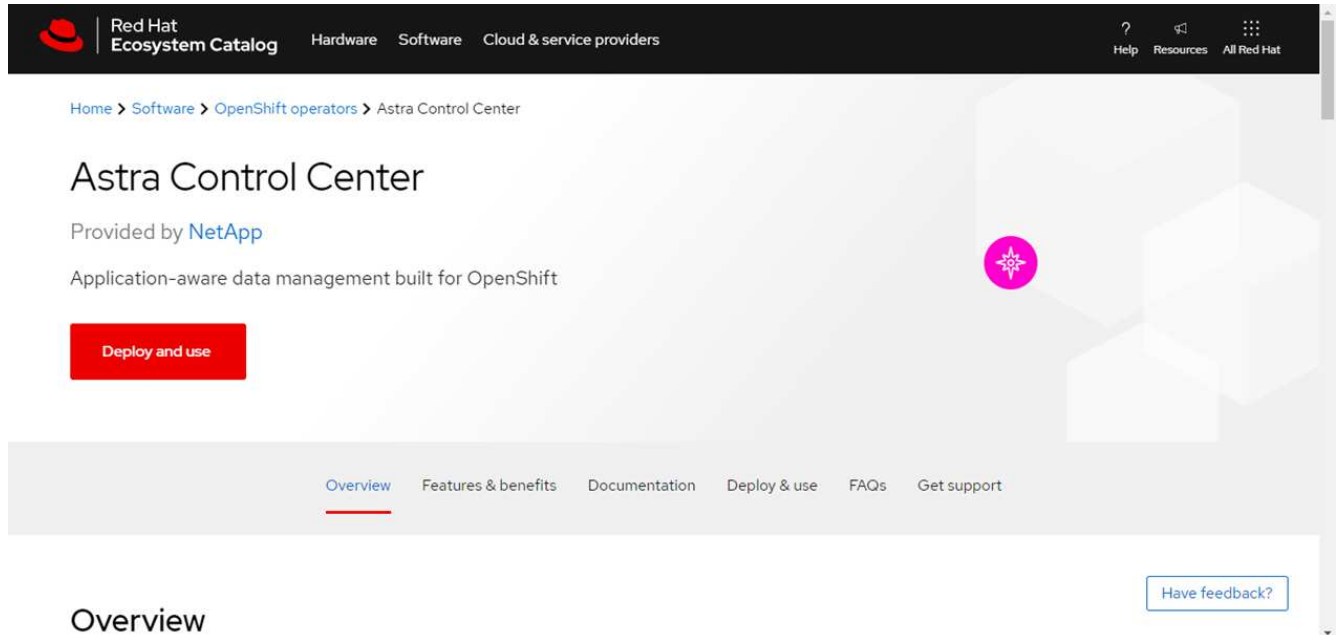 Red Hat
Ecosystem Catalog
Hardware Software Cloud & service providers
?
Help Resources All Red Hat
Home > Software > OpenShift operators > Astra Control Center
Astra Control Center
Provided by NetApp
Application-aware data management built for OpenShift
Deploy and use
Overview Features & benefits Documentation Deploy & use FAQs Get support
Have feedback?
Overview